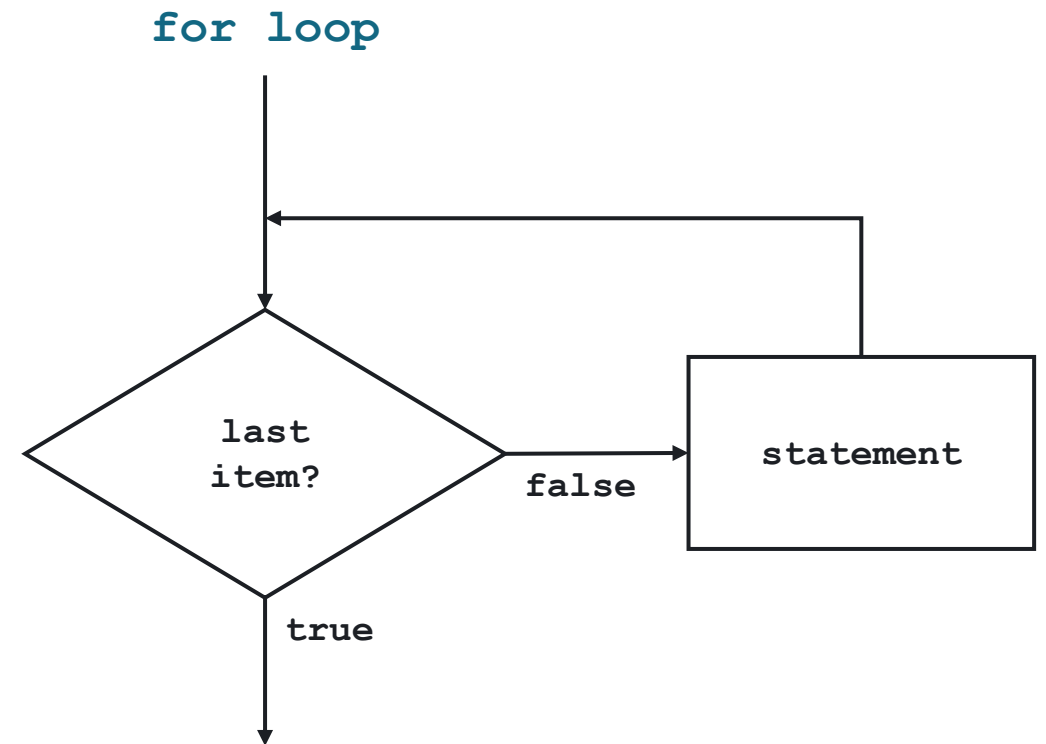 for loop
last
item?
false
statement
true